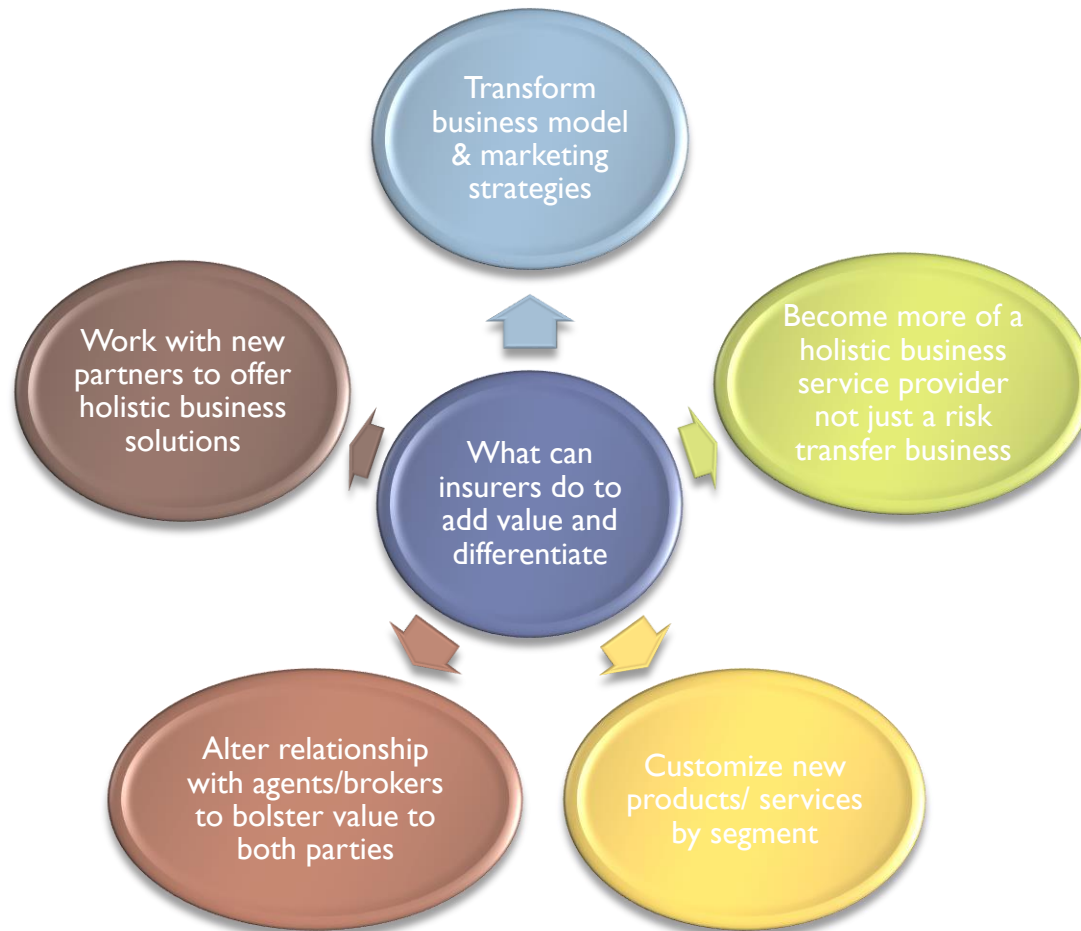 Transform
business model
& marketing
strategies
Become more of a
holistic business
service provider
not just a risk
transfer business
Customize new
products/ services
by segment
Alter relationship
with agents/brokers
to bolster value to
both parties
Work with new
partners to offer
holistic business
solutions
What can
insurers do to
add value and
differentiate